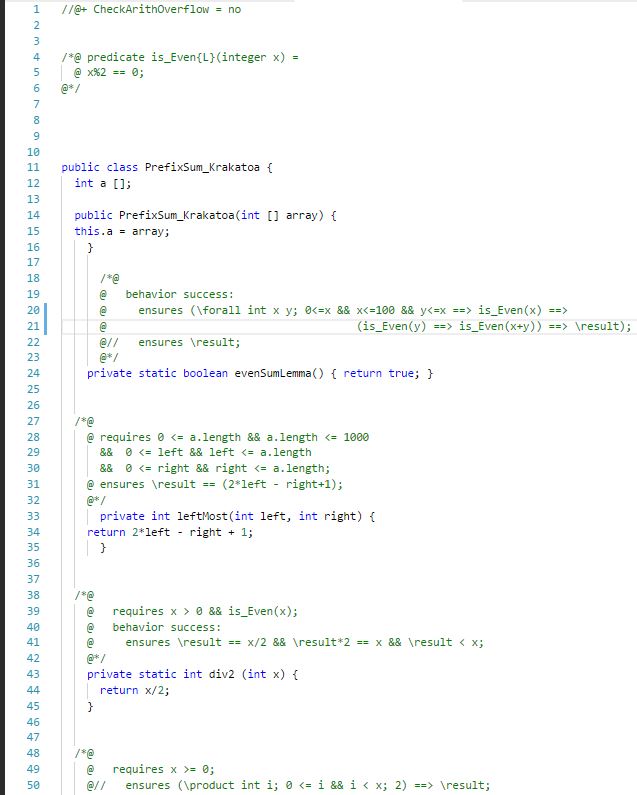 1 //@+ CheckArithOverflow = no
2
3
4 /*@ predicate is_Even{L}(integer x) =
5 @ x%2 == 0;
6 @*/
7
8
9
10
11 public class PrefixSum_Krakatoa {
12 int a [];
13
14 public PrefixSum_Krakatoa(int [] array) {
15 this.a = array;
16 }
17
18 /*@
19 @ behavior success:
20 @ ensures (\forall int x y; 0<=x && x<=100 && y<=x ==> is_Even(x) ==>
21 @ (is_Even(y) ==> is_Even(x+y)) ==> \result);
22 @// ensures \result;
23 @*/
24 private static boolean evenSumLemma() { return true; }
25
26
27 /*@
28 @ requires 0 <= a.length && a.length <= 1000
29 && 0 <= left && left <= a.length
30 && 0 <= right && right <= a.length;
31 @ ensures \result == (2*left - right+1);
32 @*/
33 private int leftMost(int left, int right) {
34 return 2*left - right + 1;
35 }
36
37
38 /*@
39 @ requires x > 0 && is_Even(x);
40 @ behavior success:
41 @ ensures \result == x/2 && \result*2 == x && \result < x;
42 @*/
43 private static int div2 (int x) {
44 return x/2;
45 }
46
47
48 /*@
49 @ requires x >= 0;
50 @// ensures (\product int i; 0 <= i && i < x; 2) ==> \result;